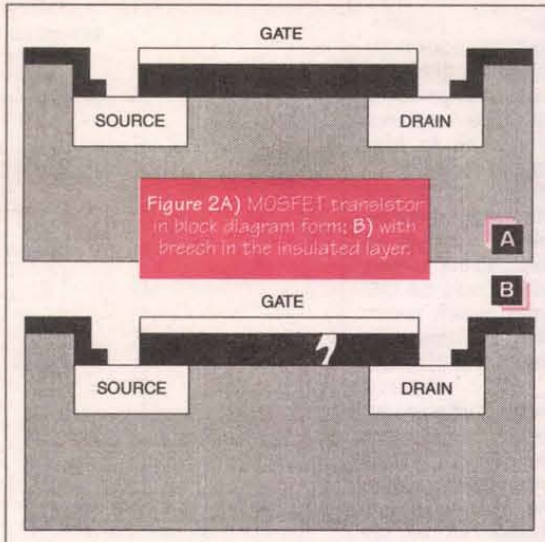 GATE
SOURCE
DRAIN
Figure 2A) MOSFET transistor
in block diagram form; B) with
breech in the insulated layer.
A
B
GATE
SOURCE
DRAIN